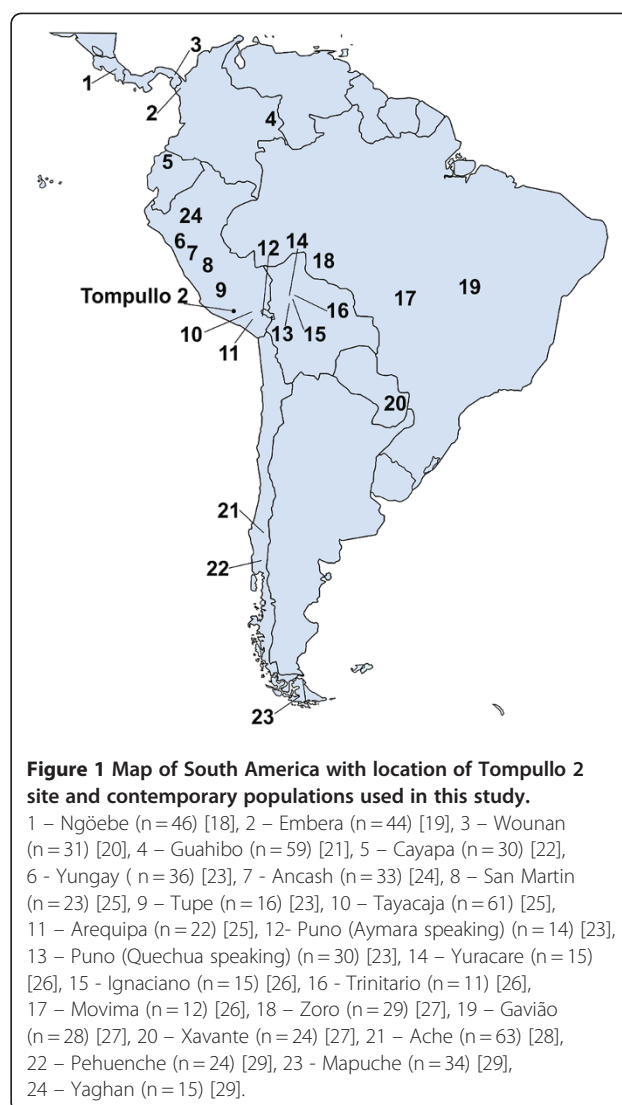 3
1
2
4
5
24
6
7
8
12
14
18
9
17
19
Tompullo 2
16
10
13
15
11
20
21
22
23
Figure 1 Map of South America with location of Tompullo 2
site and contemporary populations used in this study.
1 – Ngöebe (n = 46) [18], 2 – Embera (n = 44) [19], 3 – Wounan
(n = 31) [20], 4 – Guahibo (n = 59) [21], 5 – Cayapa (n = 30) [22],
6 - Yungay ( n = 36) [23], 7 - Ancash (n = 33) [24], 8 – San Martin
(n = 23) [25], 9 – Tupe (n = 16) [23], 10 – Tayacaja (n = 61) [25],
11 – Arequipa (n = 22) [25], 12- Puno (Aymara speaking) (n = 14) [23],
13 – Puno (Quechua speaking) (n = 30) [23], 14 – Yuracare (n = 15)
[26], 15 - Ignaciano (n = 15) [26], 16 - Trinitario (n = 11) [26],
17 – Movima (n = 12) [26], 18 – Zoro (n = 29) [27], 19 – Gavião
(n = 28) [27], 20 – Xavante (n = 24) [27], 21 – Ache (n = 63) [28],
22 – Pehuenche (n = 24) [29], 23 - Mapuche (n = 34) [29],
24 – Yaghan (n = 15) [29].